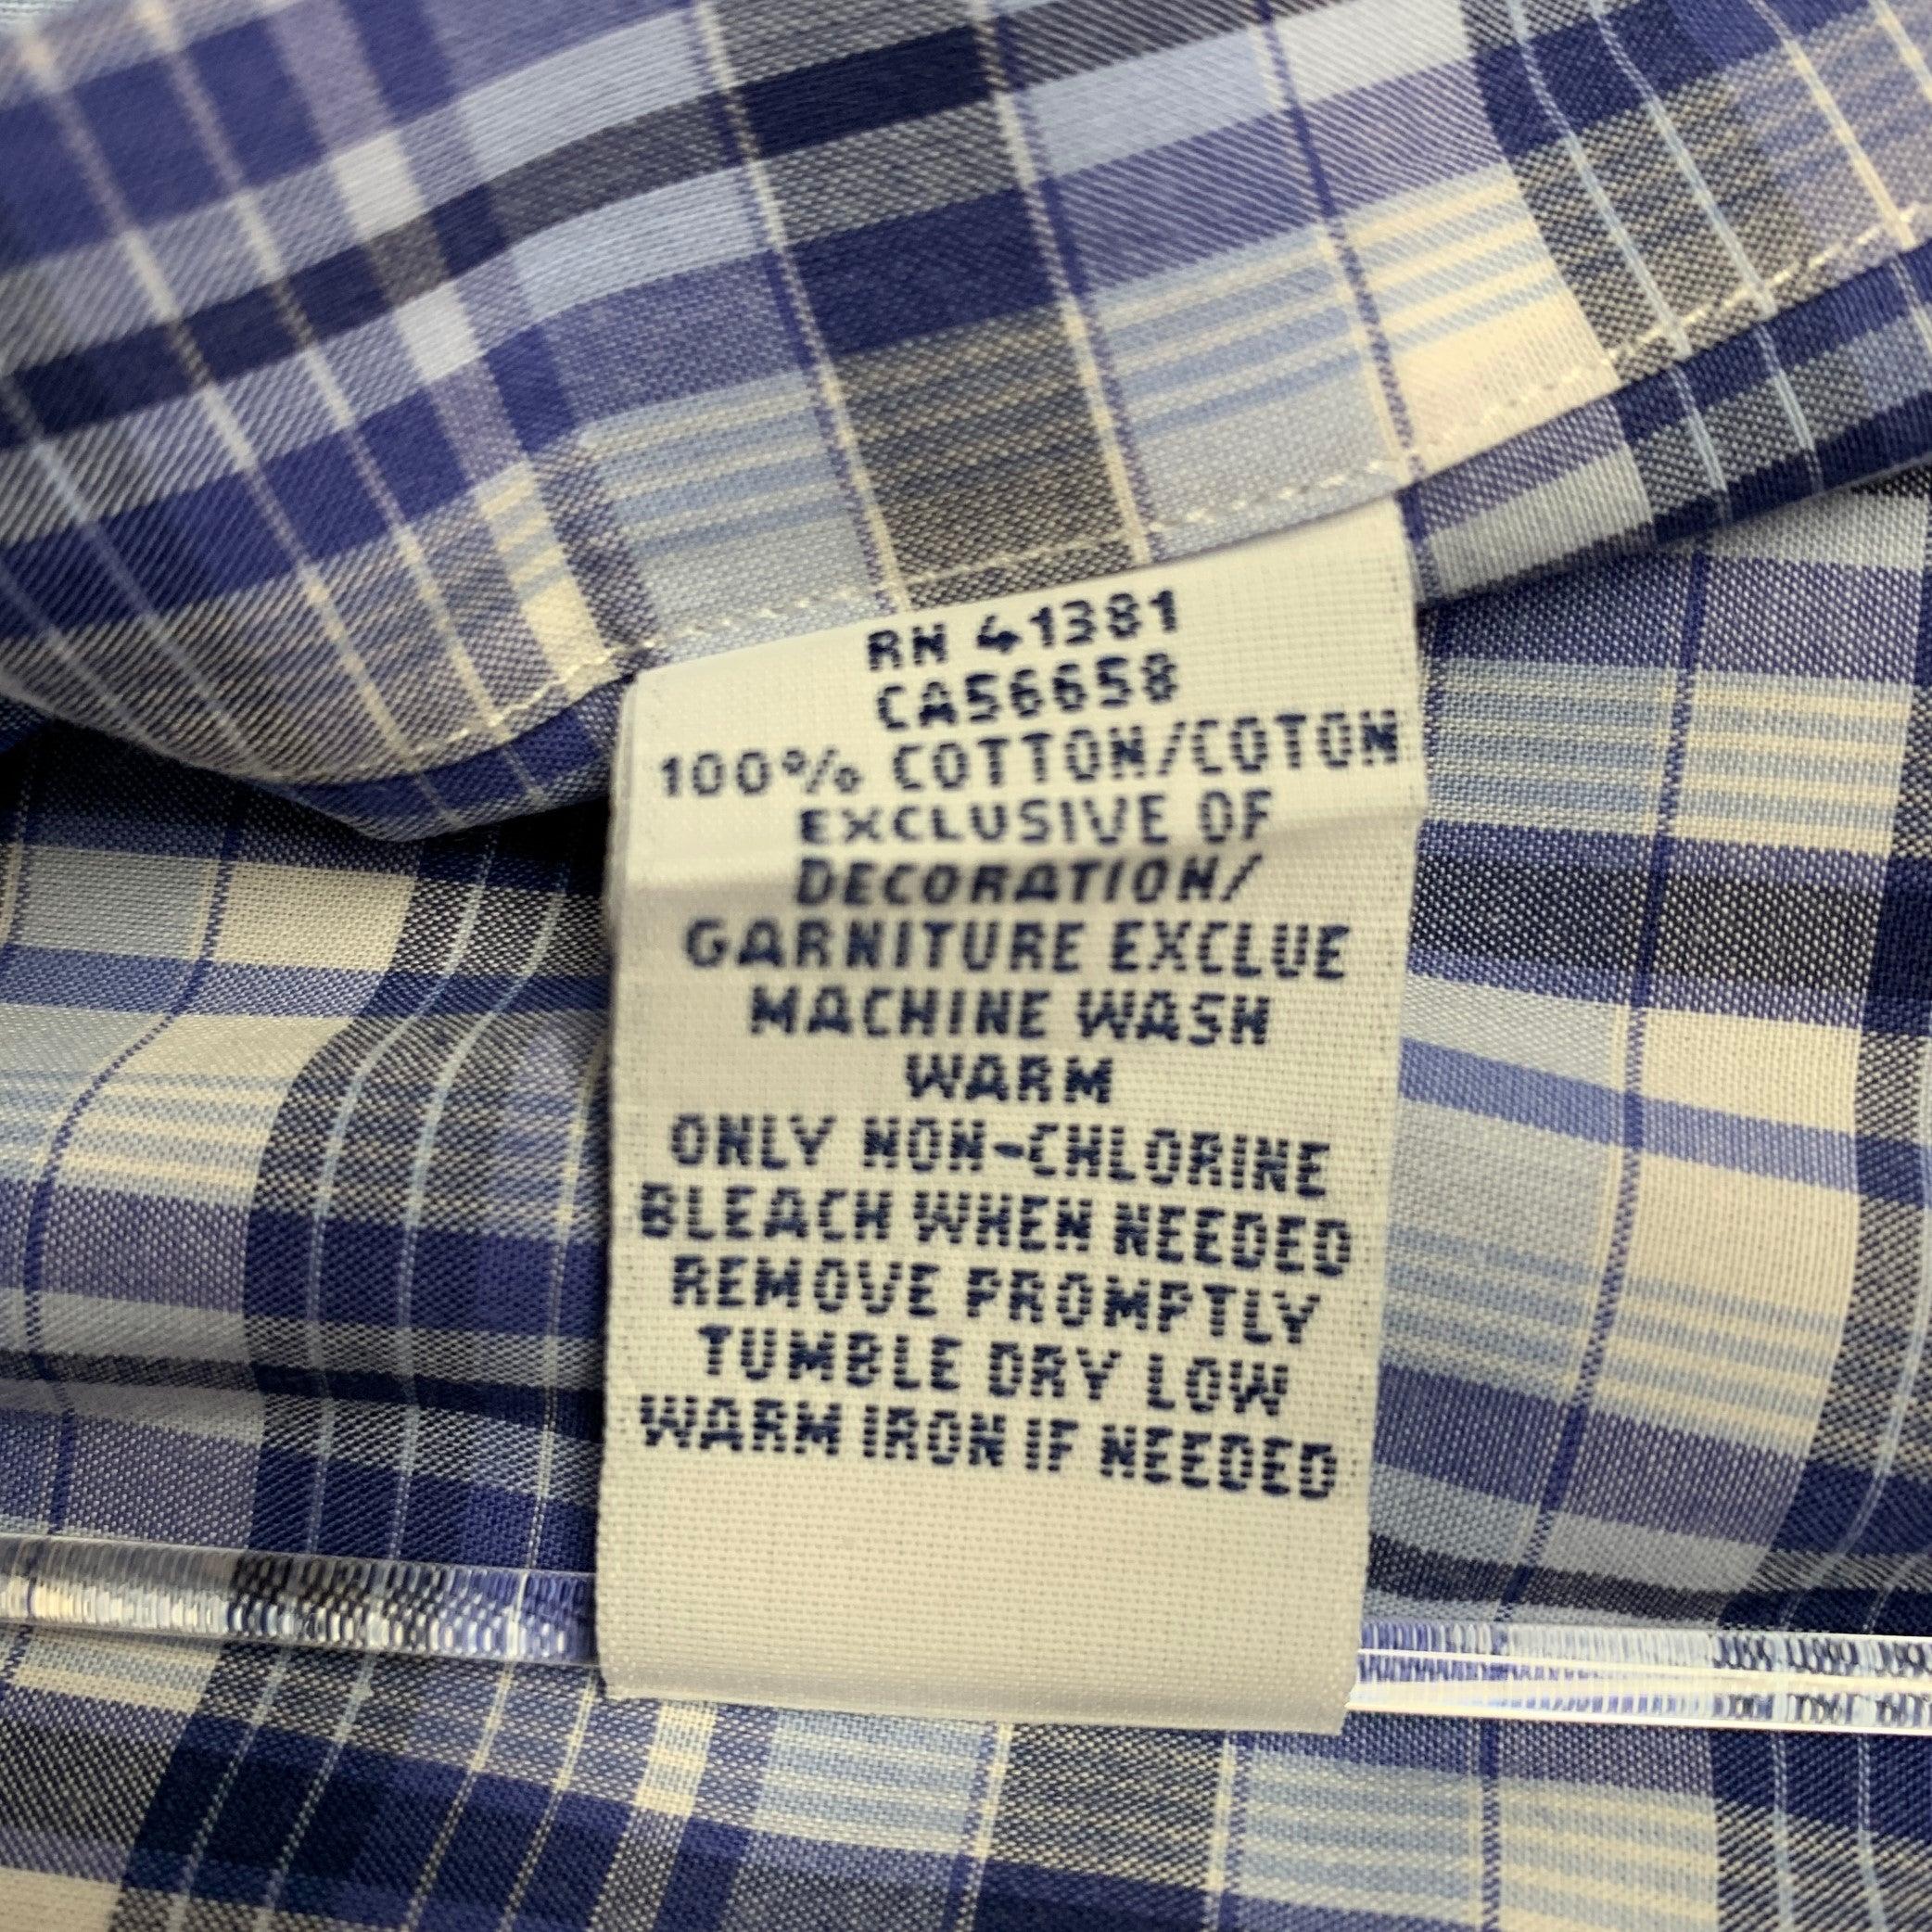 RN 41381
CA56658
100% COTTON/COTON
EXCLUSIVE OF
DECORATION/
GARNITURE EXCLUE
MACHINE WASH
WARM
ONLY NON-CHLORINE
BLEACH WHEN NEEDED
REMOVE PROMPTLY
TUMBLE DRY LOW
WARM IRON IF NEEDED